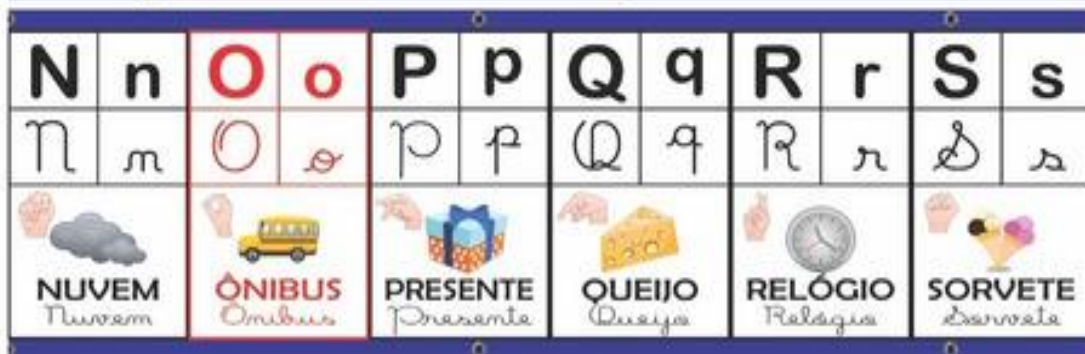 N n O o P p Q q R r S s
N n O o P p Q q R r S s
NUVEM ÔNIBUS PRESENTE QUEIJO RELÓGIO SORVETE
Nuvem Ônibus Presente Queijo Relógio Sorvete